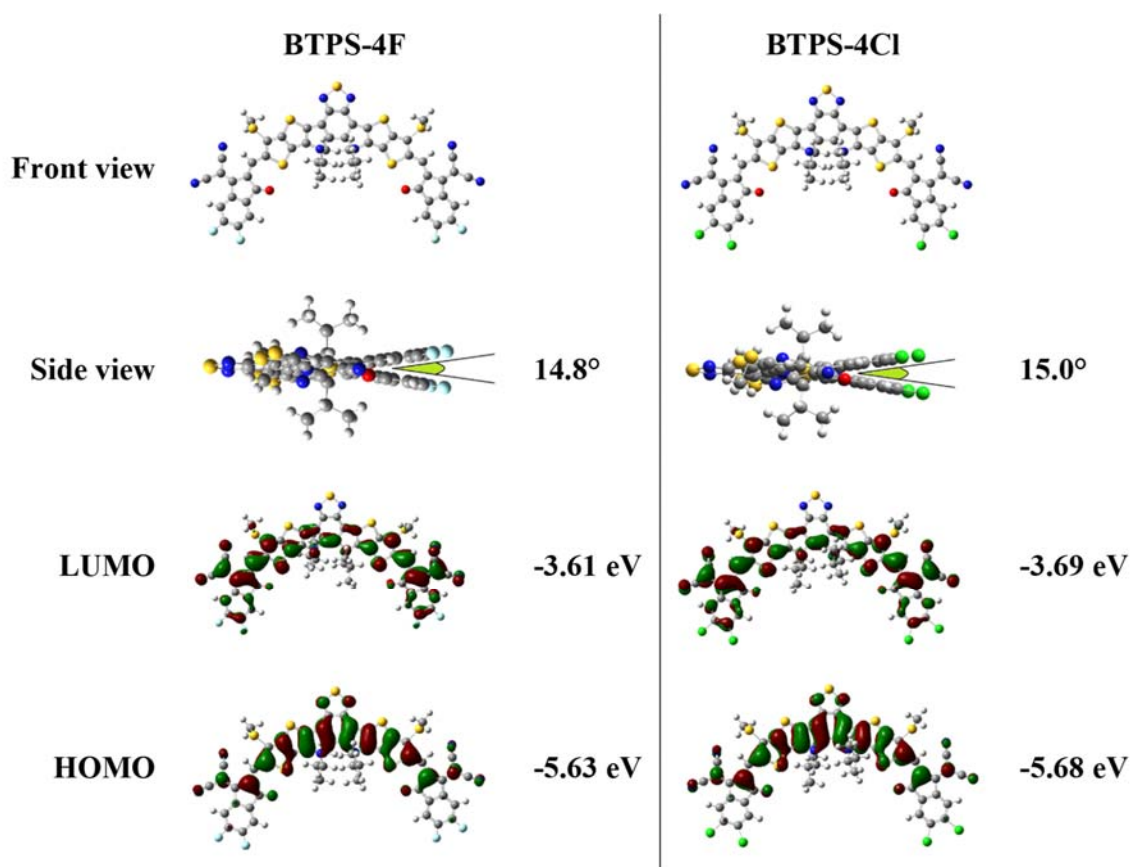 BTPS-4F BTPS-4Cl
Front view
Side view 14.8° 15.0°
LUMO -3.61 eV -3.69 eV
HOMO -5.63 eV -5.68 eV